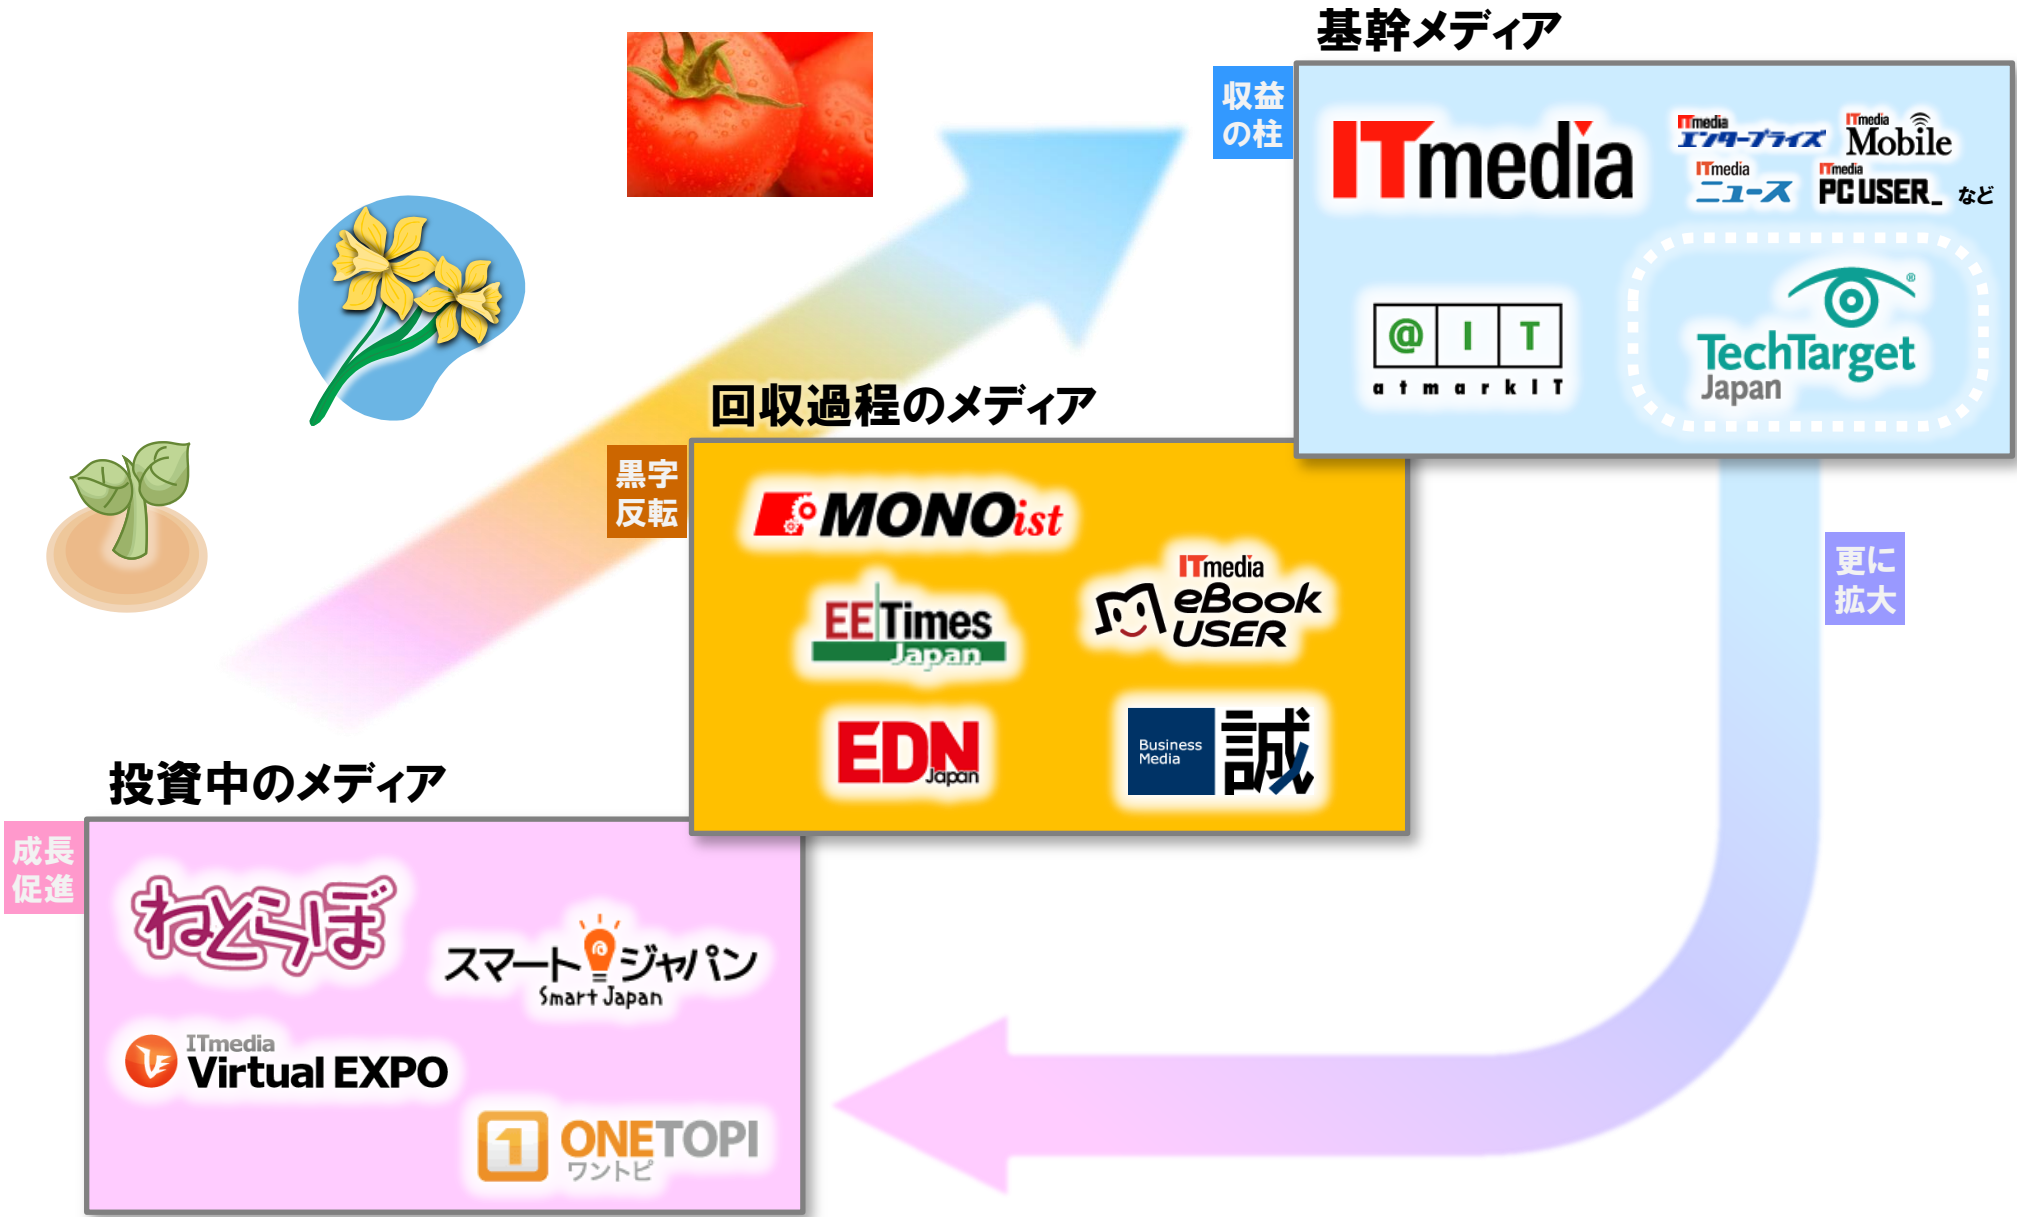 基幹メディア
収益
の柱
ITmedia
ITmedia
エンタープライズ
ITmedia
Mobile
ITmedia
ニュース
ITmedia
PC USER_ など
@IT
atmarkIT
TechTarget®
Japan
回収過程のメディア
黒字
反転
MONOist
EE Times
Japan
EDN
Japan
ITmedia
eBook
USER
Business
Media
誠
更に
拡大
投資中のメディア
成長
促進
ねとらぼ
スマートジャパン
Smart Japan
ITmedia
Virtual EXPO
1 ONETOPI
ワントピ